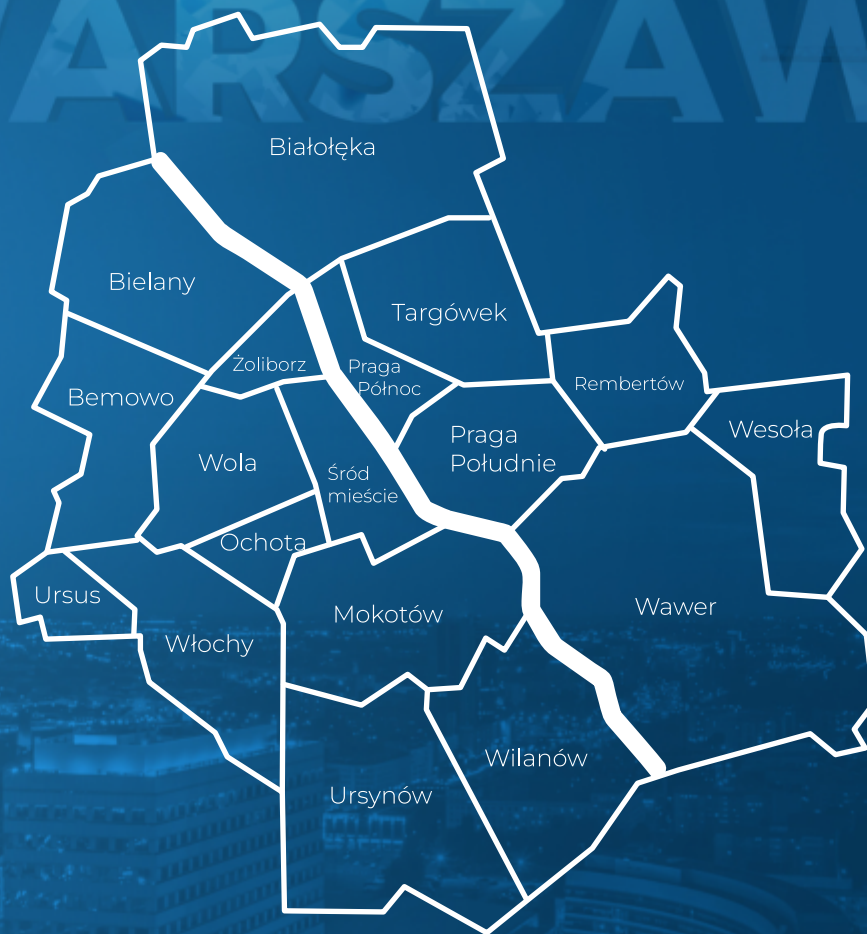 WARSZAW
Białołęka
Bielany
Targówek
Żoliborz
Praga
Północ
Rembertów
Bemowo
Praga
Południe
Wesoła
Wola
Śród
mieście
Ochota
Ursus
Mokotów
Wawer
Włochy
Wilanów
Ursynów